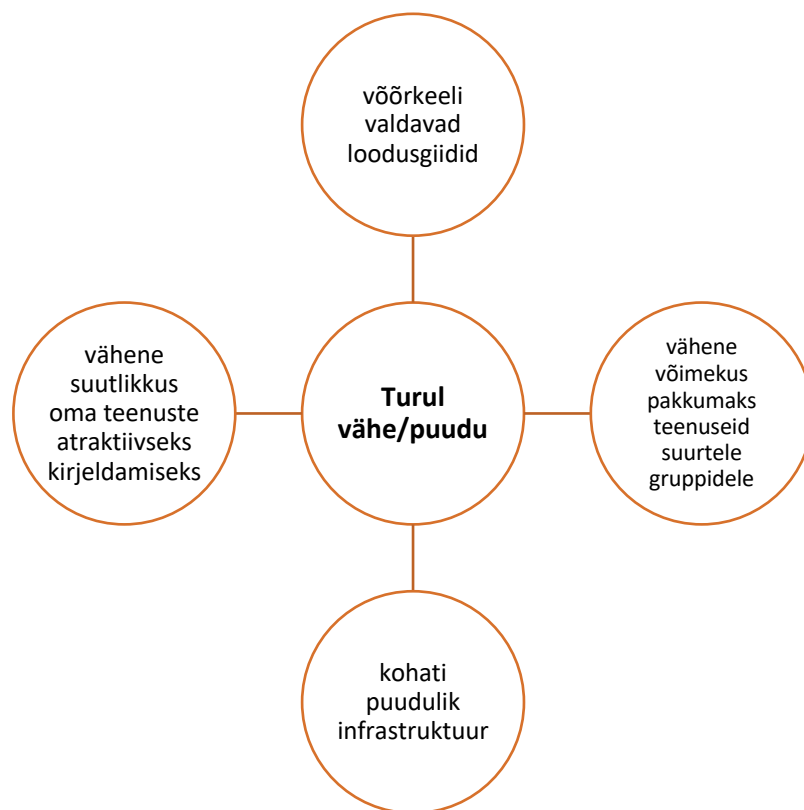 võõrkeeli
valdavad
loodusgiidid
vähene
suutlikkus
oma teenuste
atraktiivseks
kirjeldamiseks
Turul
vähe/puudu
vähene
võimekus
pakkumaks
teenuseid
suurtele
gruppidele
kohati
puudulik
infrastruktuur